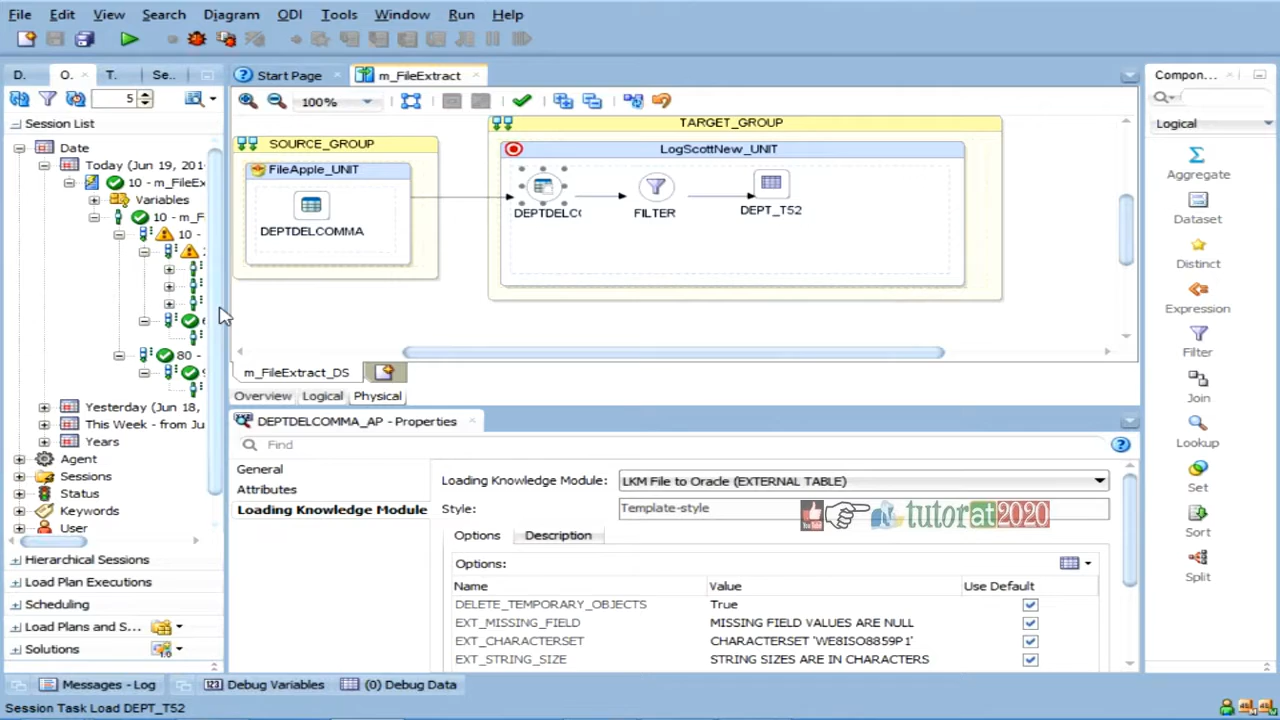 File Edit View Search Diagram ODI Tools Window Run Help
D. O. T. Se..
5
Session List
Date
Today (Jun 19, 201
10 - m_FileEx
Variables
10 - m_F
10 -
80 -
Yesterday (Jun 18,
This Week - from Ju
Years
Agent
Sessions
Status
Keywords
User
Hierarchical Sessions
Load Plan Executions
Scheduling
Load Plans and S...
Solutions
Start Page m_FileExtract
100%
SOURCE_GROUP
FileApple_UNIT
DEPTDELCOMMA
TARGET_GROUP
LogScottNew_UNIT
DEPTDELCO FILTER DEPT_T52
m_FileExtract_DS
Overview Logical Physical
DEPTDELCOMMA_AP - Properties
Find
General
Attributes
Loading Knowledge Module
Loading Knowledge Module: LKM File to Oracle (EXTERNAL TABLE)
Style: Template-style
tutorat2020
Options Description
Options:
Name Value Use Default
DELETE_TEMPORARY_OBJECTS True
EXT_MISSING_FIELD MISSING FIELD VALUES ARE NULL
EXT_CHARACTERSET CHARACTERSET 'WE8ISO8859P1'
EXT_STRING_SIZE STRING SIZES ARE IN CHARACTERS
Compon...
Logical
Aggregate
Dataset
Distinct
Expression
Filter
Join
Lookup
Set
Sort
Split
Messages - Log 123 Debug Variables (0) Debug Data
Session Task Load DEPT_T52